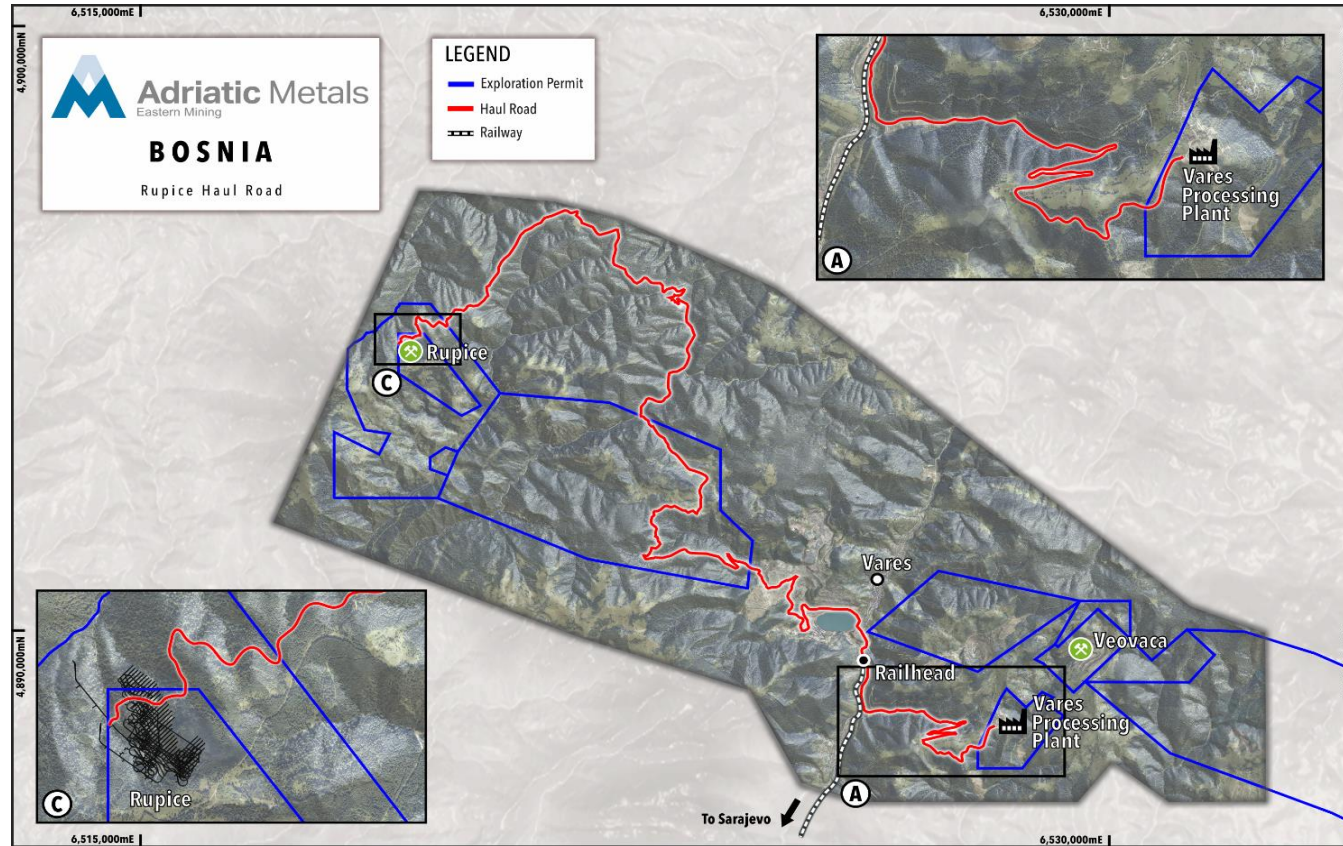 6,515,000mE
6,530,000mE
4,900,000mN
Adriatic Metals
Eastern Mining
BOSNIA
Rupice Haul Road
LEGEND
Exploration Permit
Haul Road
Railway
Vares
Processing
Plant
A
Rupice
C
Vares
Veovaca
Railhead
Vares
Processing
Plant
A
To Sarajevo
4,890,000mN
Rupice
C
6,515,000mE
6,530,000mE